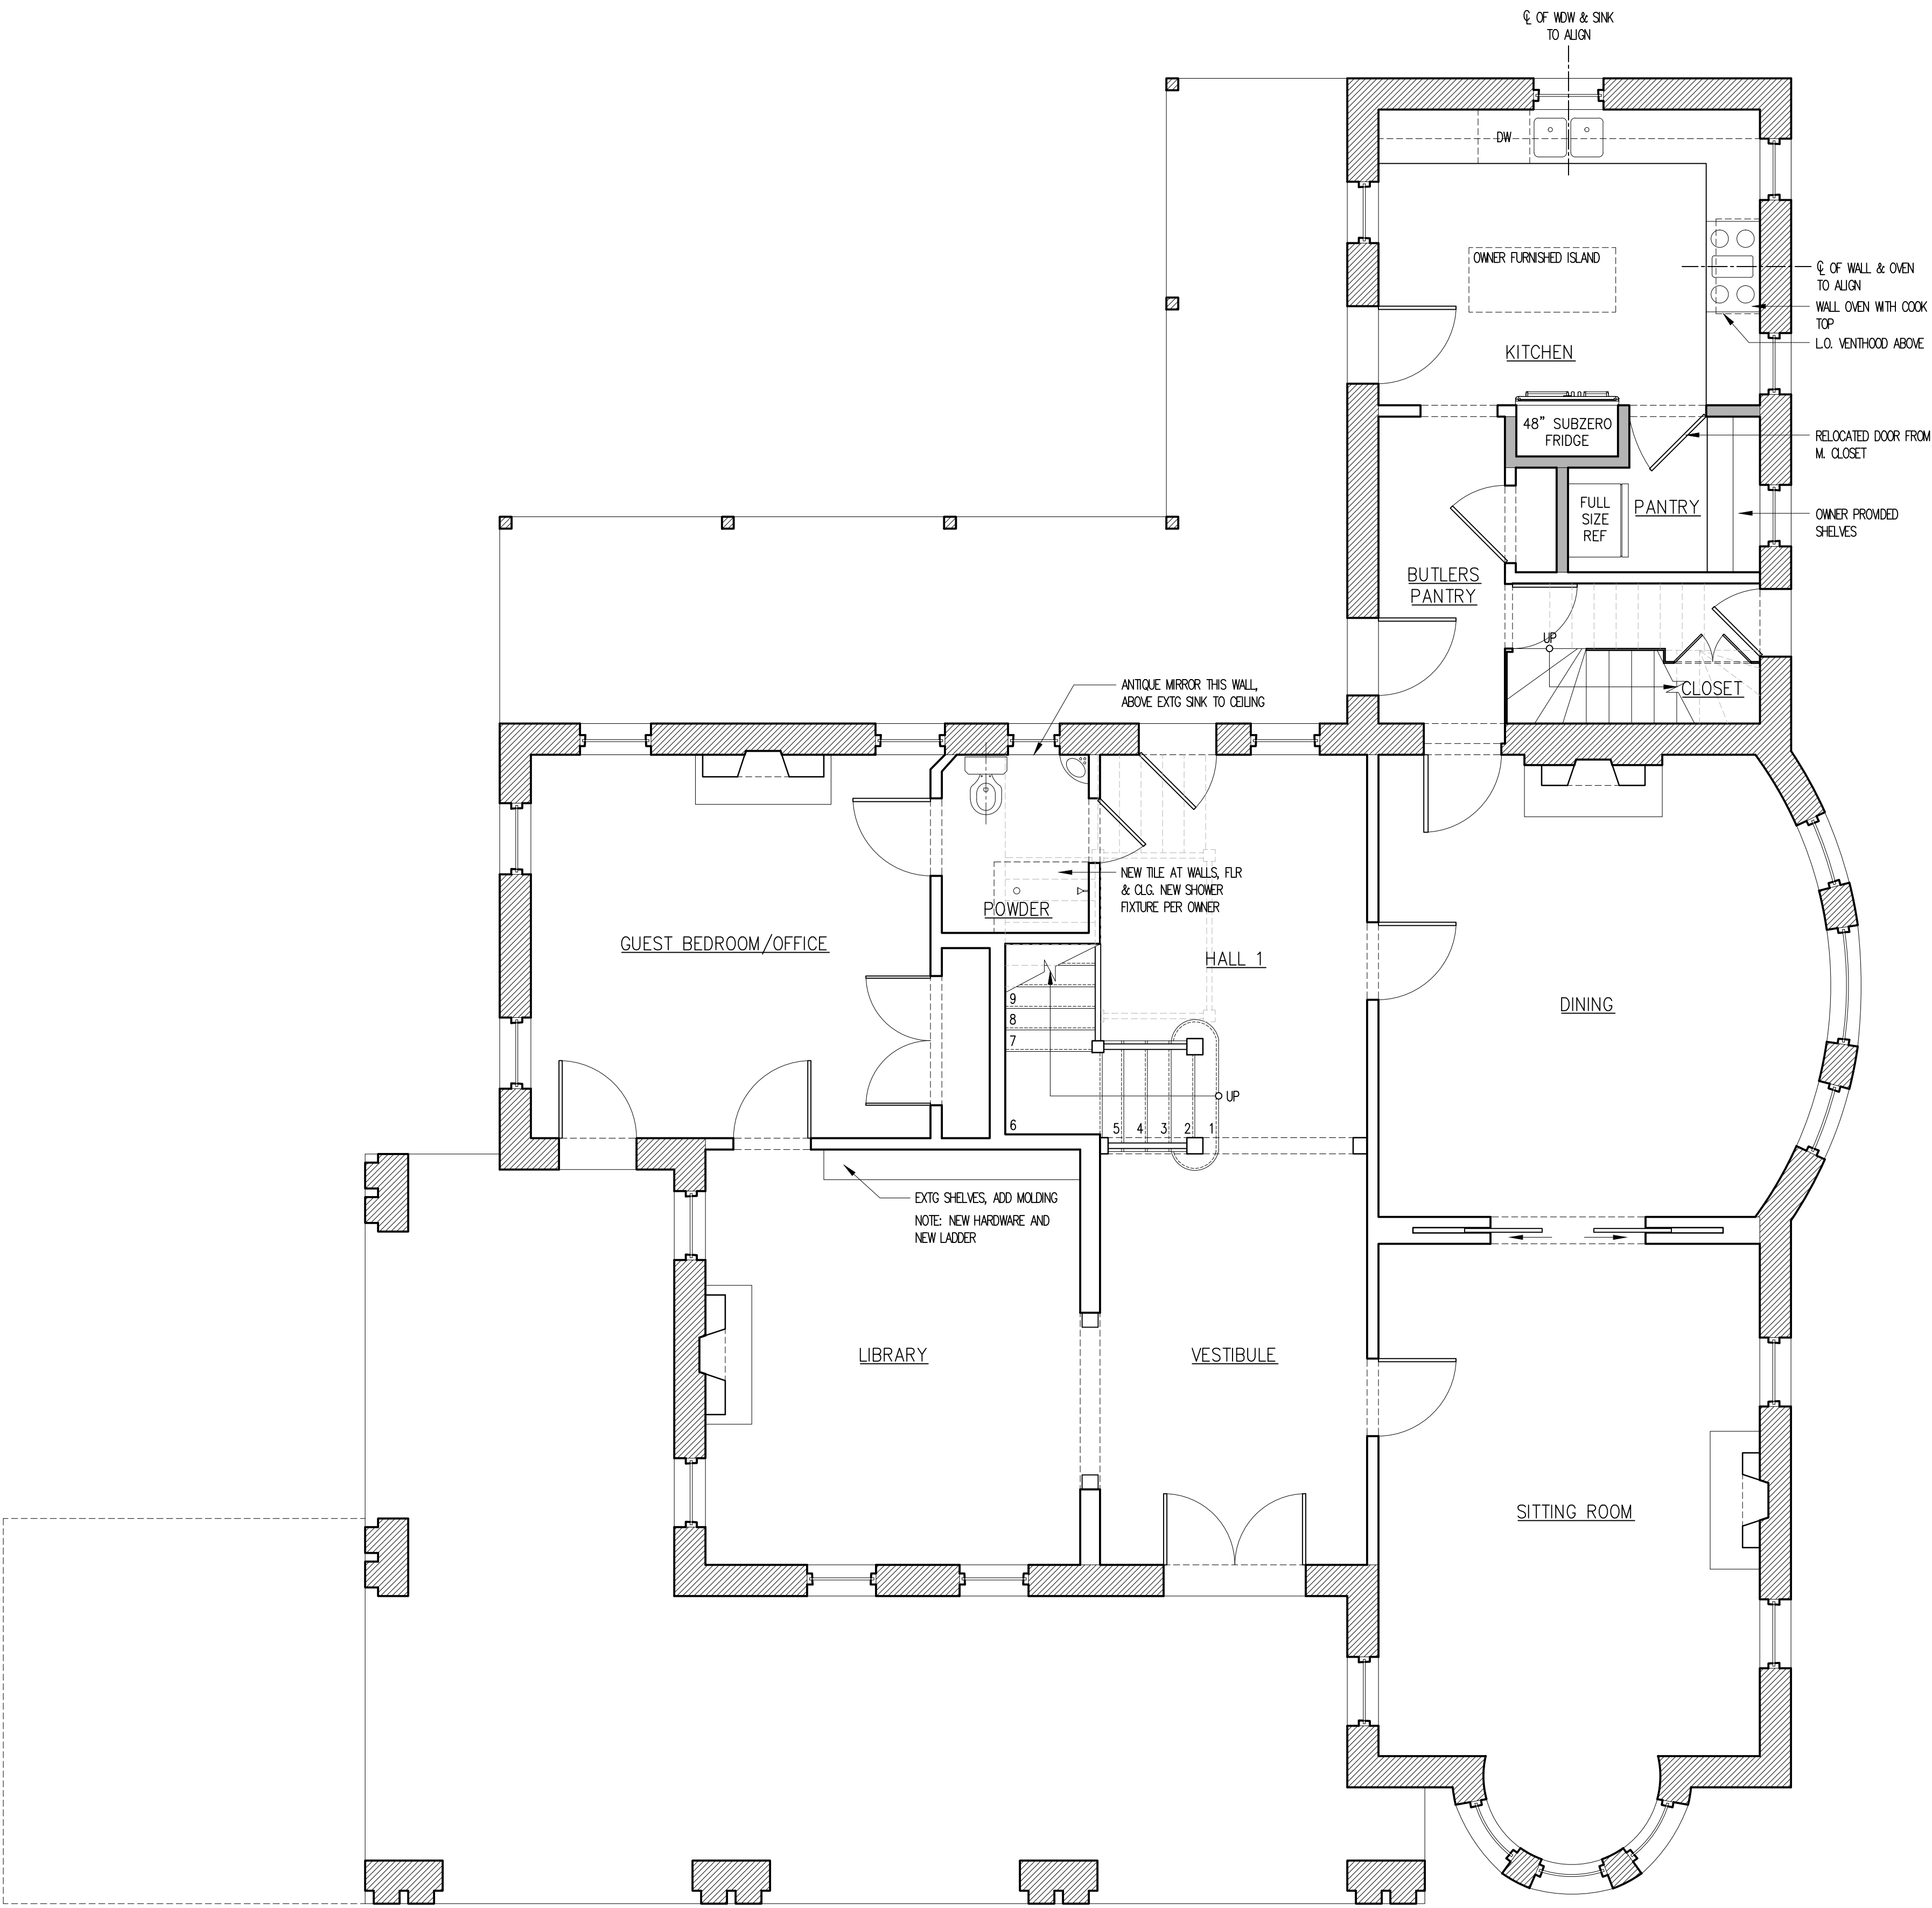 ℄ OF WDW & SINK
TO ALIGN
DW
OWNER FURNISHED ISLAND
℄ OF WALL & OVEN
TO ALIGN
WALL OVEN WITH COOK
TOP
L.O. VENTHOOD ABOVE
KITCHEN
48" SUBZERO
FRIDGE
RELOCATED DOOR FROM
M. CLOSET
FULL
SIZE
REF
PANTRY
OWNER PROVIDED
SHELVES
BUTLERS
PANTRY
UP
CLOSET
ANTIQUE MIRROR THIS WALL,
ABOVE EXTG SINK TO CEILING
NEW TILE AT WALLS, FLR
& CLG. NEW SHOWER
FIXTURE PER OWNER
POWDER
GUEST BEDROOM/OFFICE
HALL 1
DINING
9
8
7
UP
6
5 4 3 2 1
EXTG SHELVES, ADD MOLDING
NOTE: NEW HARDWARE AND
NEW LADDER
LIBRARY
VESTIBULE
SITTING ROOM